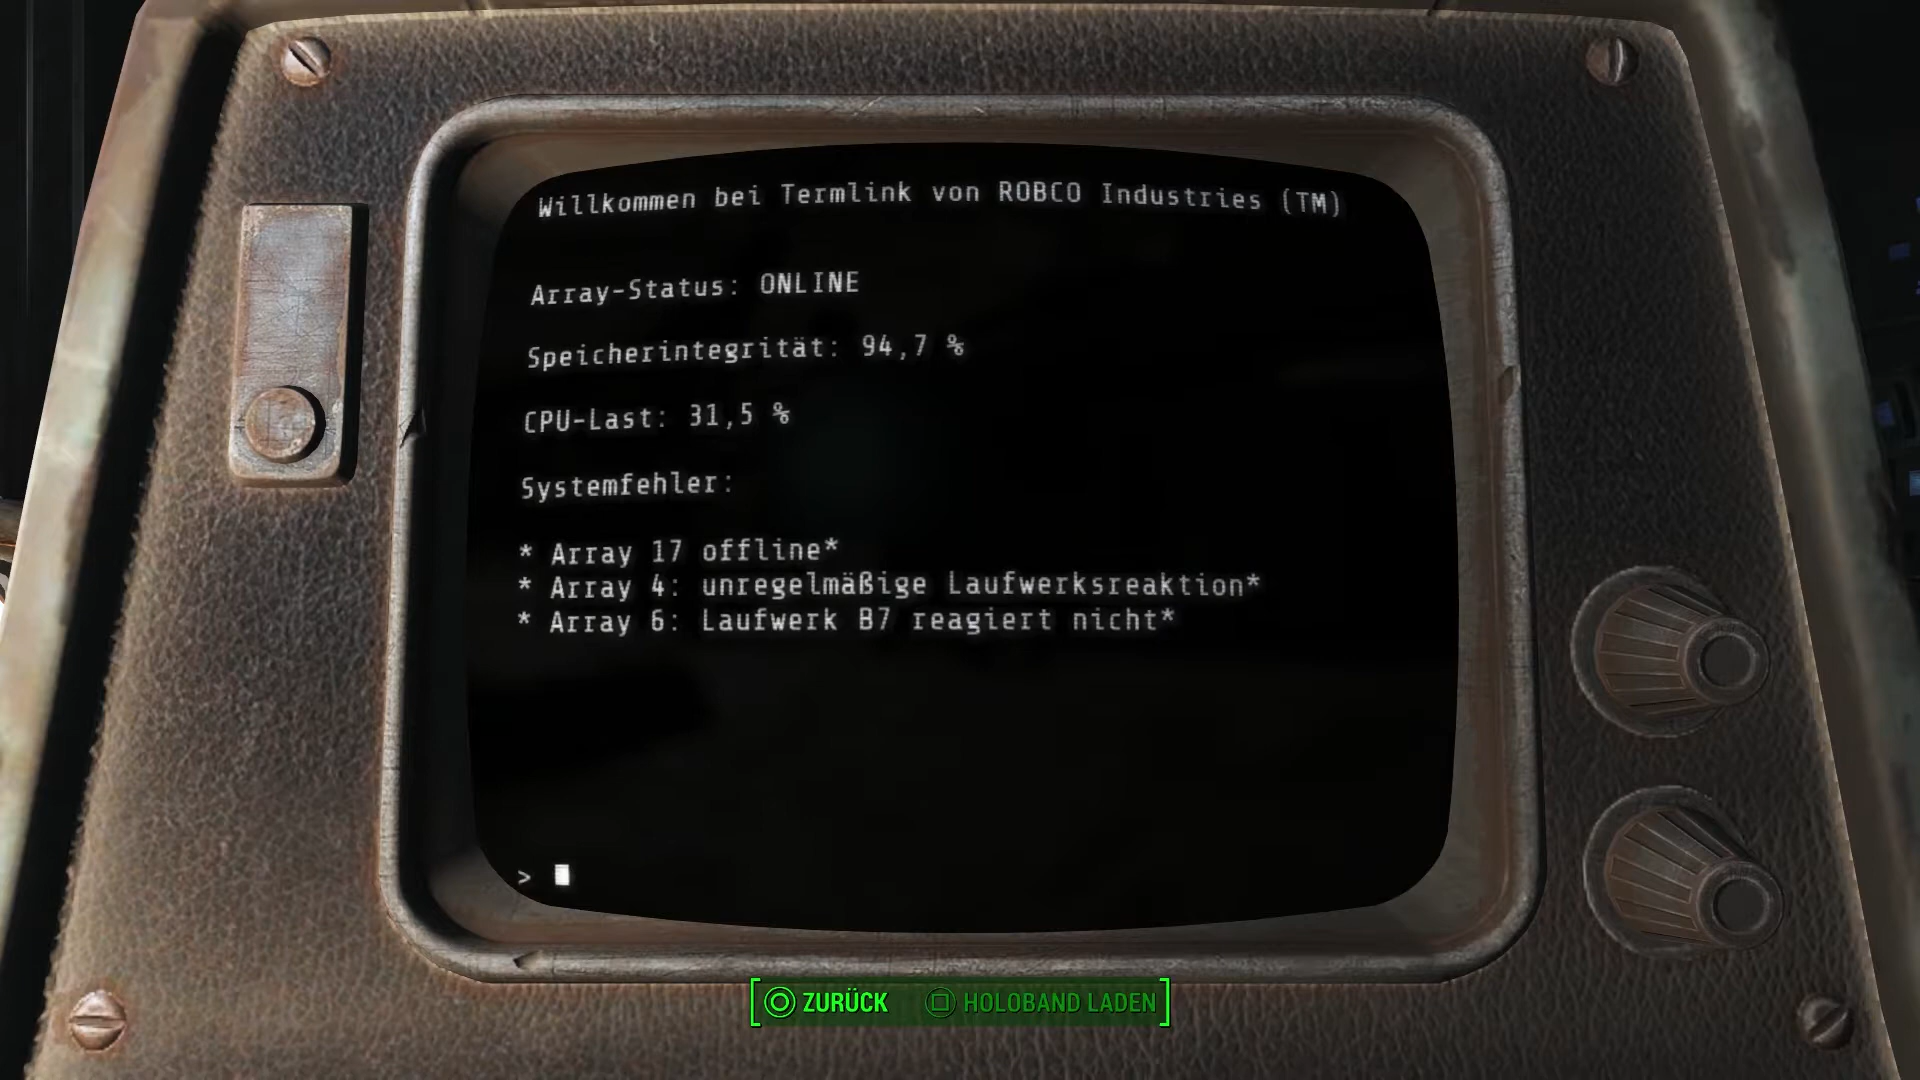 Willkommen bei Termlink von ROBCO Industries (TM)
Array-Status: ONLINE
Speicherintegrität: 94,7 %
CPU-Last: 31,5 %
Systemfehler:
* Array 17 offline*
* Array 4: unregelmäßige Laufwerksreaktion*
* Array 6: Laufwerk B7 reagiert nicht*
>
ZURÜCK HOLOBAND LADEN